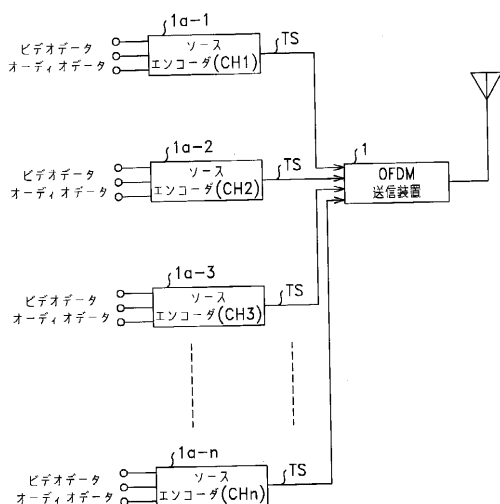 1a-1
ビデオデータ
オーディオデータ
ソース
エンコーダ(CH1)
TS
1a-2
ビデオデータ
オーディオデータ
ソース
エンコーダ(CH2)
TS
1
OFDM
送信装置
1a-3
ビデオデータ
オーディオデータ
ソース
エンコーダ(CH3)
TS
1a-n
ビデオデータ
オーディオデータ
ソース
エンコーダ(CHn)
TS